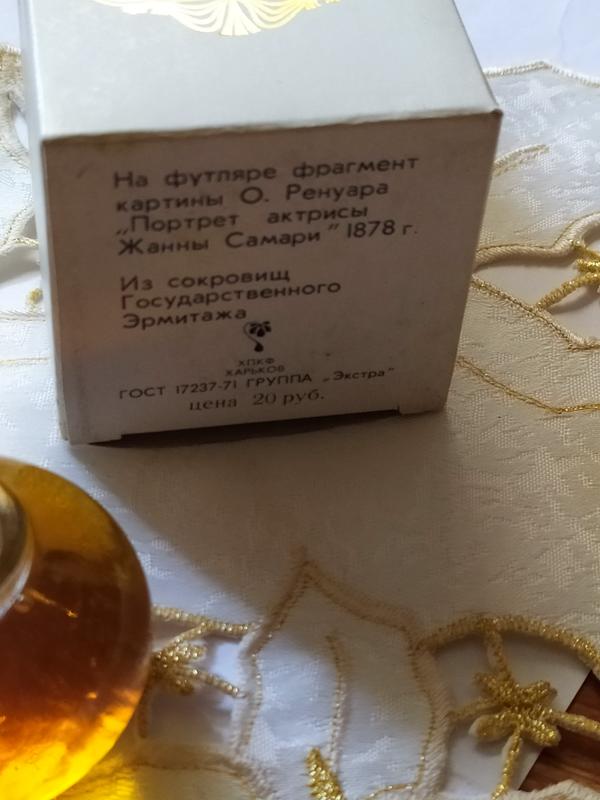 На футляре фрагмент
картины О. Ренуара
„Портрет актрисы
Жанны Самари" 1878 г.
Из сокровищ
Государственного
Эрмитажа
ХПКФ
ХАРЬКОВ
ГОСТ 17237-71 ГРУППА „Экстра"
цена 20 руб.